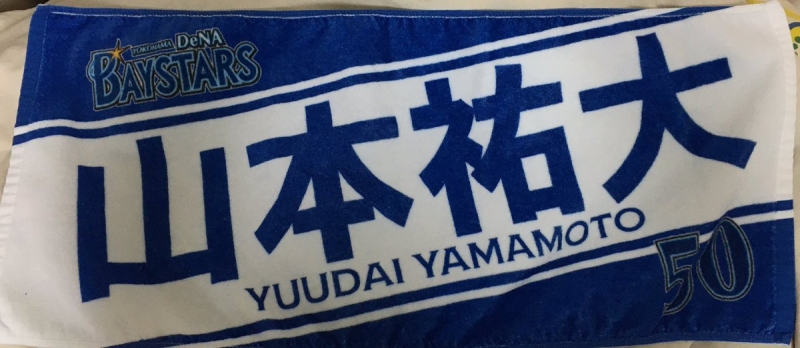 YOKOHAMA DeNA
BAYSTARS
山本祐大
YUUDAI YAMAMOTO
50